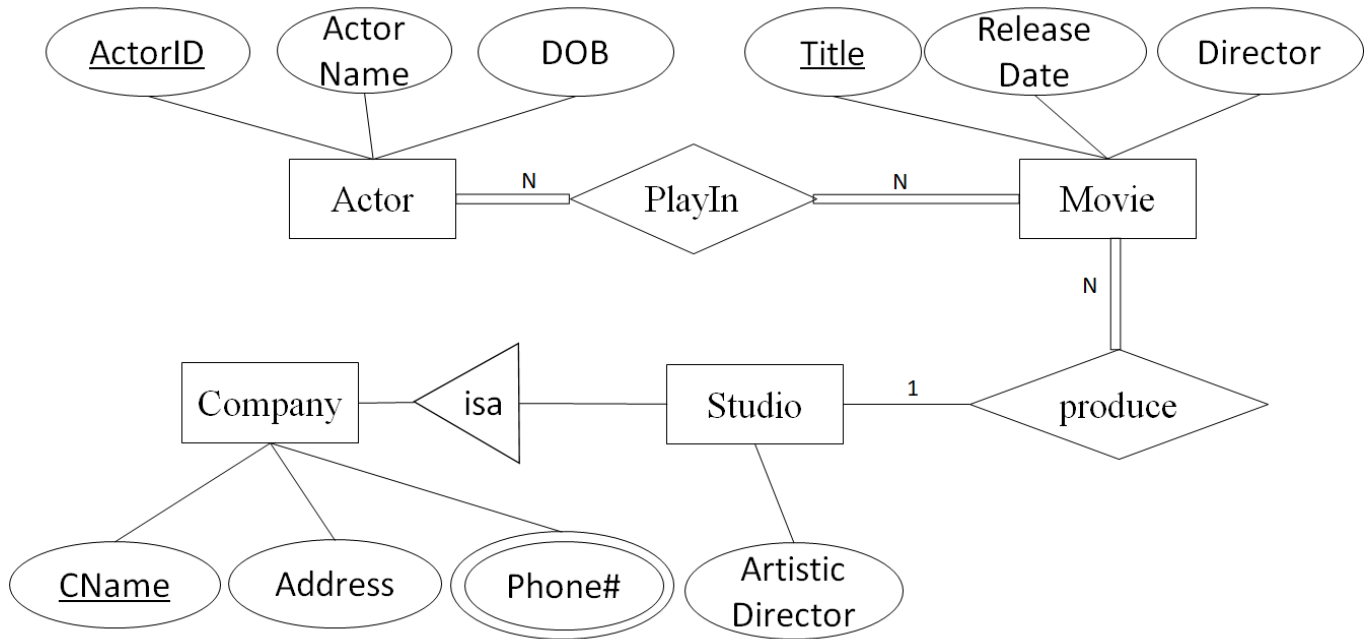 ActorID
Actor
Name
DOB
Title
Release
Date
Director
Actor
N
PlayIn
N
Movie
N
Company
isa
Studio
1
produce
CName
Address
Phone#
Artistic
Director